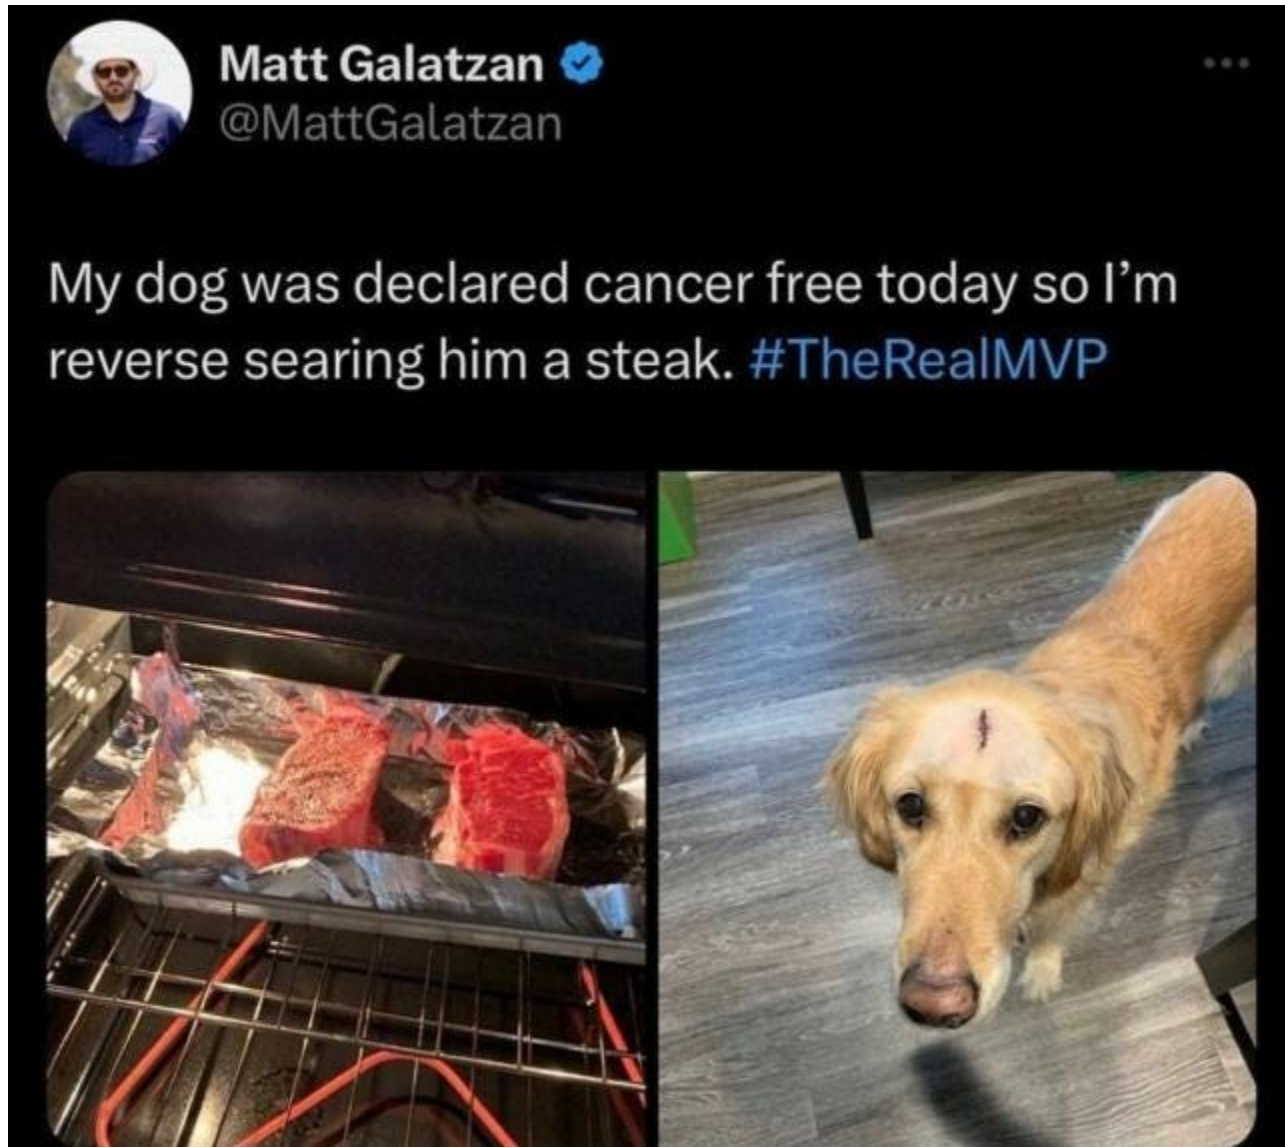 Matt Galatzan
@MattGalatzan
My dog was declared cancer free today so I’m
reverse searing him a steak. #TheRealMVP